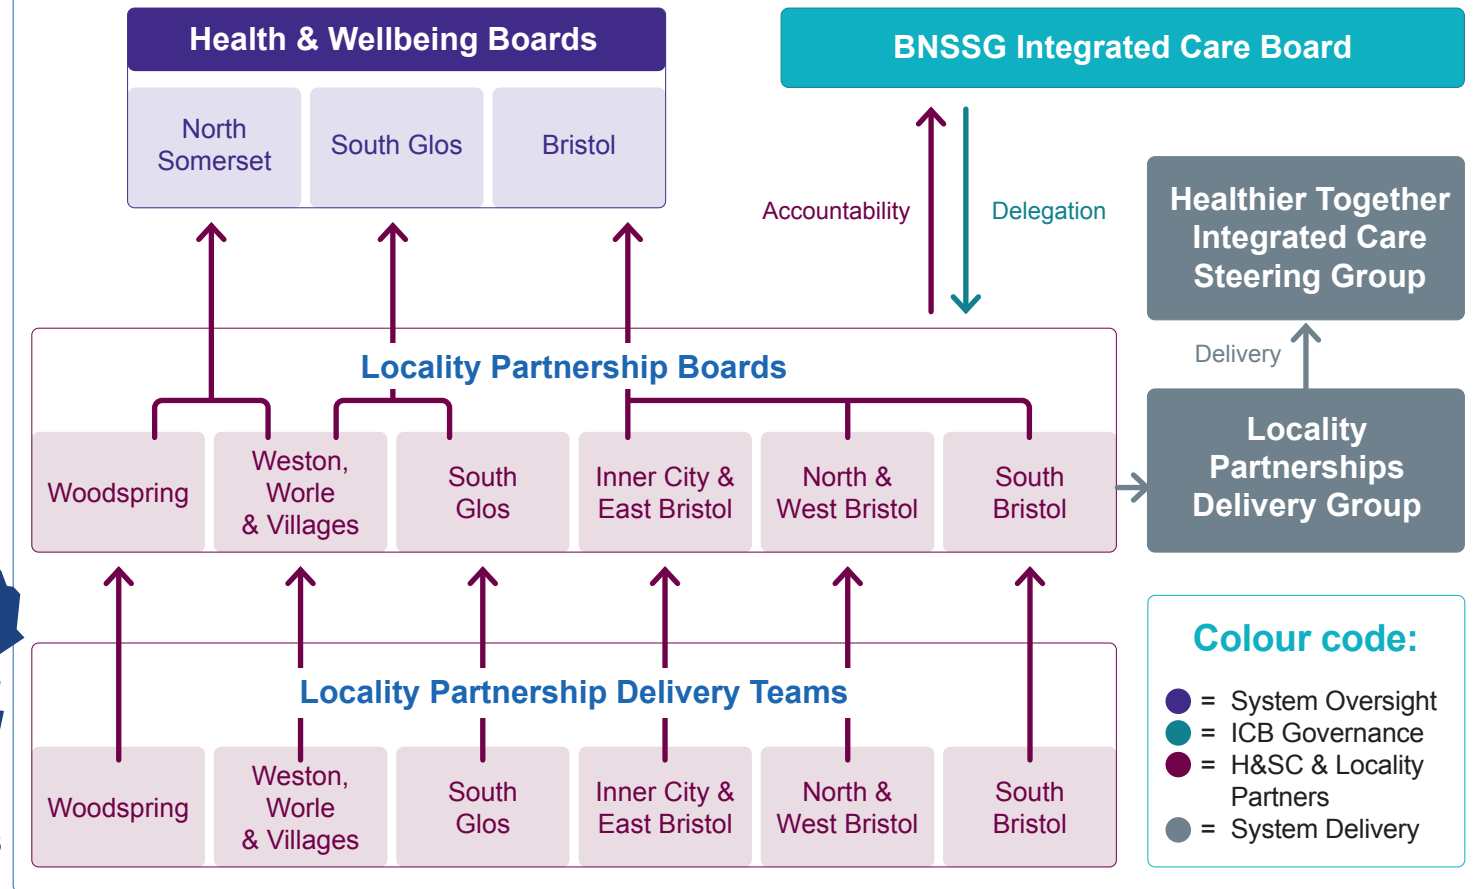 Health & Wellbeing Boards
North
Somerset
South Glos
Bristol
BNSSG Integrated Care Board
Accountability
Delegation
Healthier Together
Integrated Care
Steering Group
Delivery
Locality Partnership Boards
Woodspring
Weston,
Worle
& Villages
South
Glos
Inner City &
East Bristol
North &
West Bristol
South
Bristol
Locality
Partnerships
Delivery Group
Locality Partnership Delivery Teams
Woodspring
Weston,
Worle
& Villages
South
Glos
Inner City &
East Bristol
North &
West Bristol
South
Bristol
Colour code:
= System Oversight
= ICB Governance
= H&SC & Locality
Partners
= System Delivery